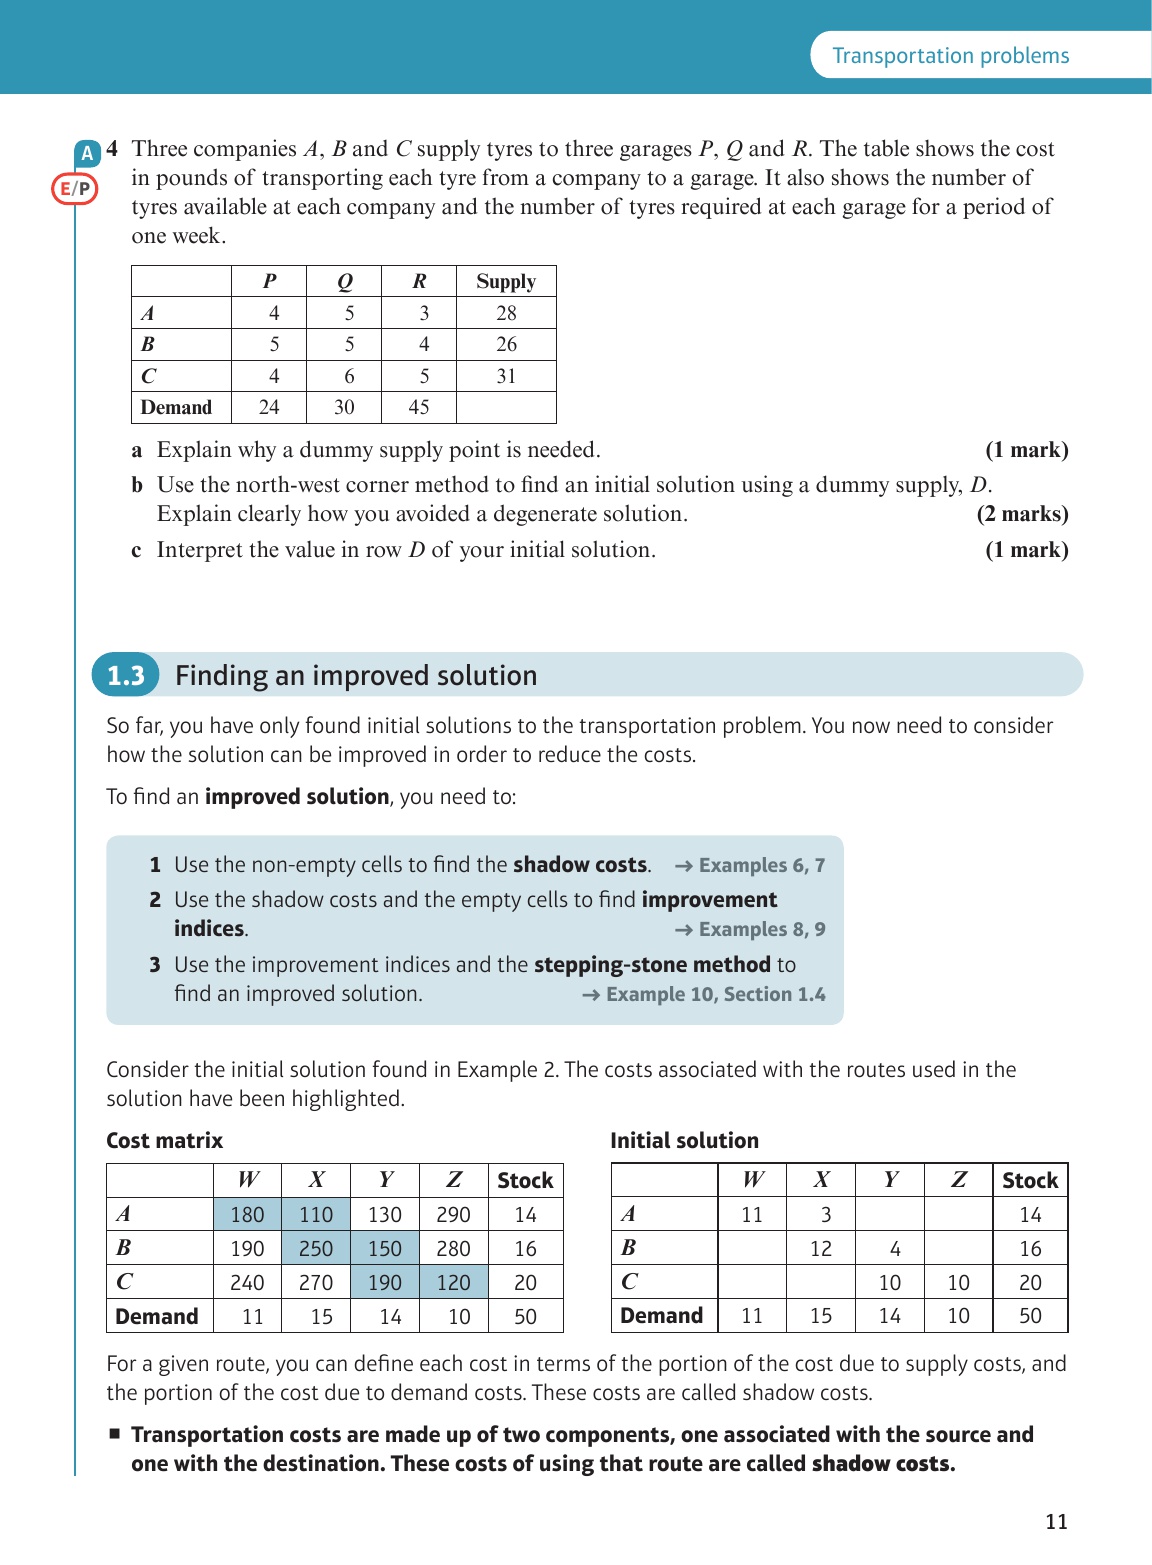 Transportation problems
A
E/P
4 Three companies A, B and C supply tyres to three garages P, Q and R. The table shows the cost
in pounds of transporting each tyre from a company to a garage. It also shows the number of
tyres available at each company and the number of tyres required at each garage for a period of
one week.
P Q R Supply
A 4 5 3 28
B 5 5 4 26
C 4 6 5 31
Demand 24 30 45
a Explain why a dummy supply point is needed. (1 mark)
b Use the north-west corner method to find an initial solution using a dummy supply, D.
Explain clearly how you avoided a degenerate solution. (2 marks)
c Interpret the value in row D of your initial solution. (1 mark)
1.3 Finding an improved solution
So far, you have only found initial solutions to the transportation problem. You now need to consider
how the solution can be improved in order to reduce the costs.
To find an improved solution, you need to:
1 Use the non-empty cells to find the shadow costs. → Examples 6, 7
2 Use the shadow costs and the empty cells to find improvement
indices. → Examples 8, 9
3 Use the improvement indices and the stepping-stone method to
find an improved solution. → Example 10, Section 1.4
Consider the initial solution found in Example 2. The costs associated with the routes used in the
solution have been highlighted.
Cost matrix
W X Y Z Stock
A 180 110 130 290 14
B 190 250 150 280 16
C 240 270 190 120 20
Demand 11 15 14 10 50
Initial solution
W X Y Z Stock
A 11 3 14
B 12 4 16
C 10 10 20
Demand 11 15 14 10 50
For a given route, you can define each cost in terms of the portion of the cost due to supply costs, and
the portion of the cost due to demand costs. These costs are called shadow costs.
■ Transportation costs are made up of two components, one associated with the source and
one with the destination. These costs of using that route are called shadow costs.
11